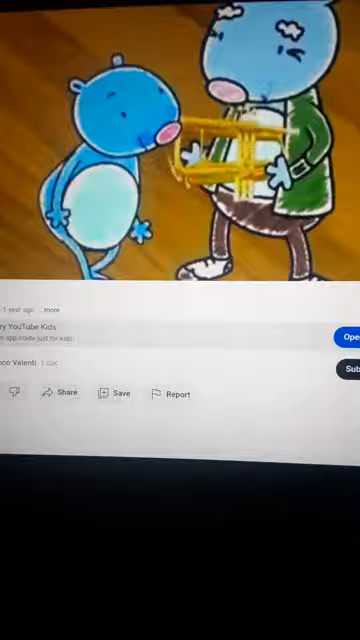 1 year ago ...more
ry YouTube Kids
n app made just for kids
oco Valenti 1.02K
Ope
Sub
Share
Save
Report